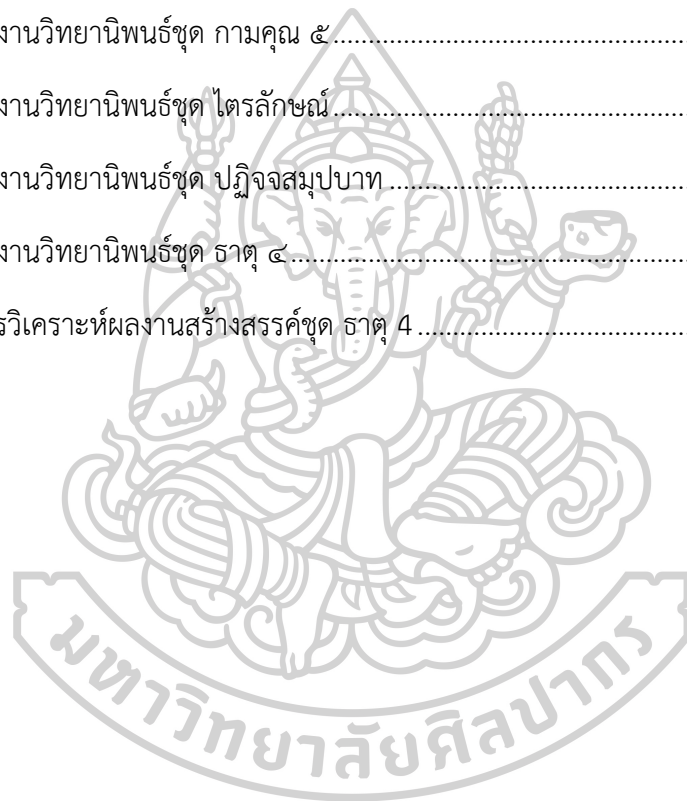 งานวิทยานิพนธ์ชุด กามคุณ ๕
งานวิทยานิพนธ์ชุด ไตรลักษณ์
งานวิทยานิพนธ์ชุด ปฏิจจสมุปบาท
งานวิทยานิพนธ์ชุด ธาตุ ๔
รวิเคราะห์ผลงานสร้างสรรค์ชุด ธาตุ 4
มหาวิทยาลัยศิลปากร